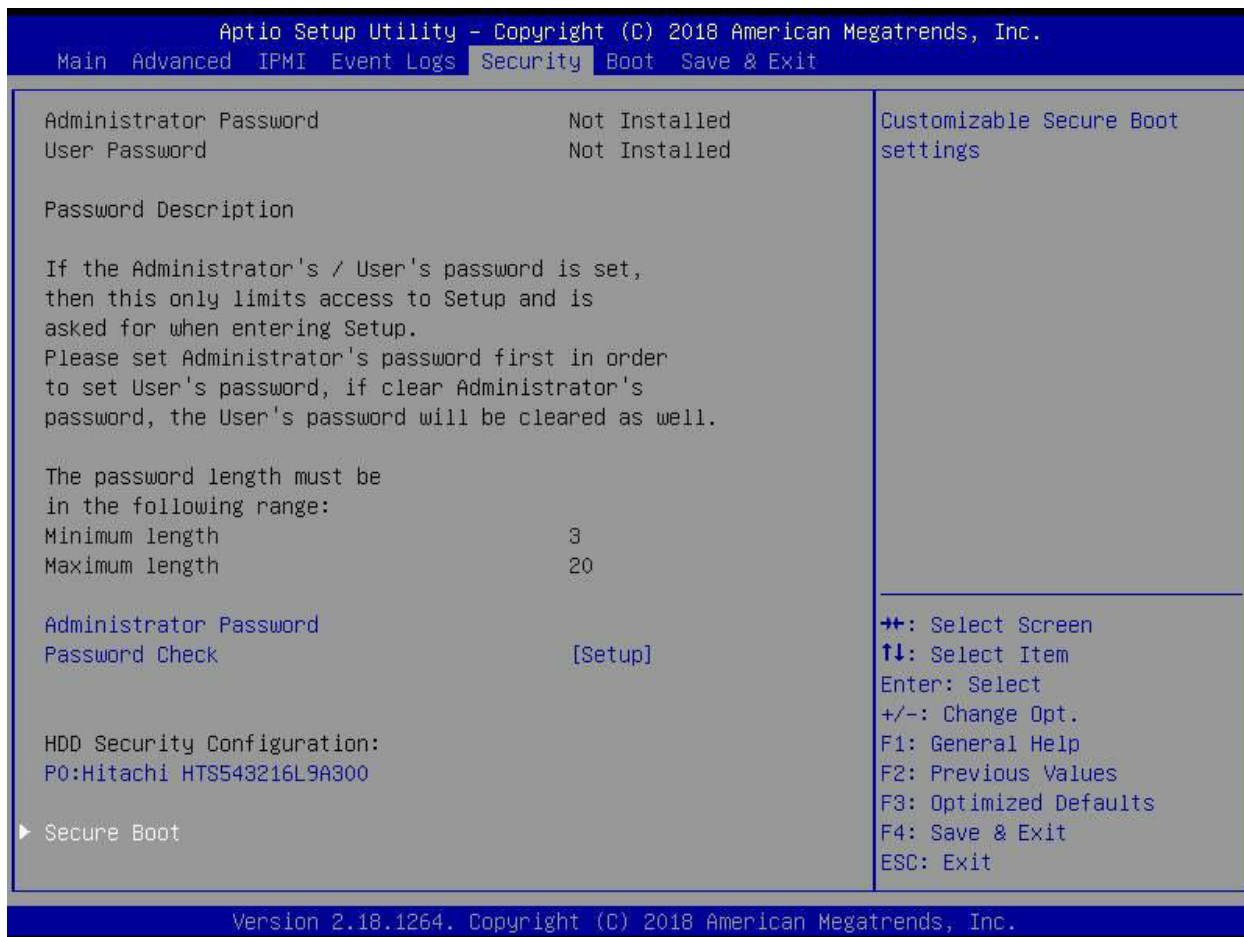 Aptio Setup Utility – Copyright (C) 2018 American Megatrends, Inc.
Main Advanced IPMI Event Logs Security Boot Save & Exit
Administrator Password Not Installed
User Password Not Installed
Password Description
If the Administrator's / User's password is set,
then this only limits access to Setup and is
asked for when entering Setup.
Please set Administrator's password first in order
to set User's password, if clear Administrator's
password, the User's password will be cleared as well.
The password length must be
in the following range:
Minimum length 3
Maximum length 20
Administrator Password
Password Check [Setup]
HDD Security Configuration:
P0:Hitachi HTS543216L9A300
▶ Secure Boot
Customizable Secure Boot
settings
→←: Select Screen
↑↓: Select Item
Enter: Select
+/-: Change Opt.
F1: General Help
F2: Previous Values
F3: Optimized Defaults
F4: Save & Exit
ESC: Exit
Version 2.18.1264. Copyright (C) 2018 American Megatrends, Inc.